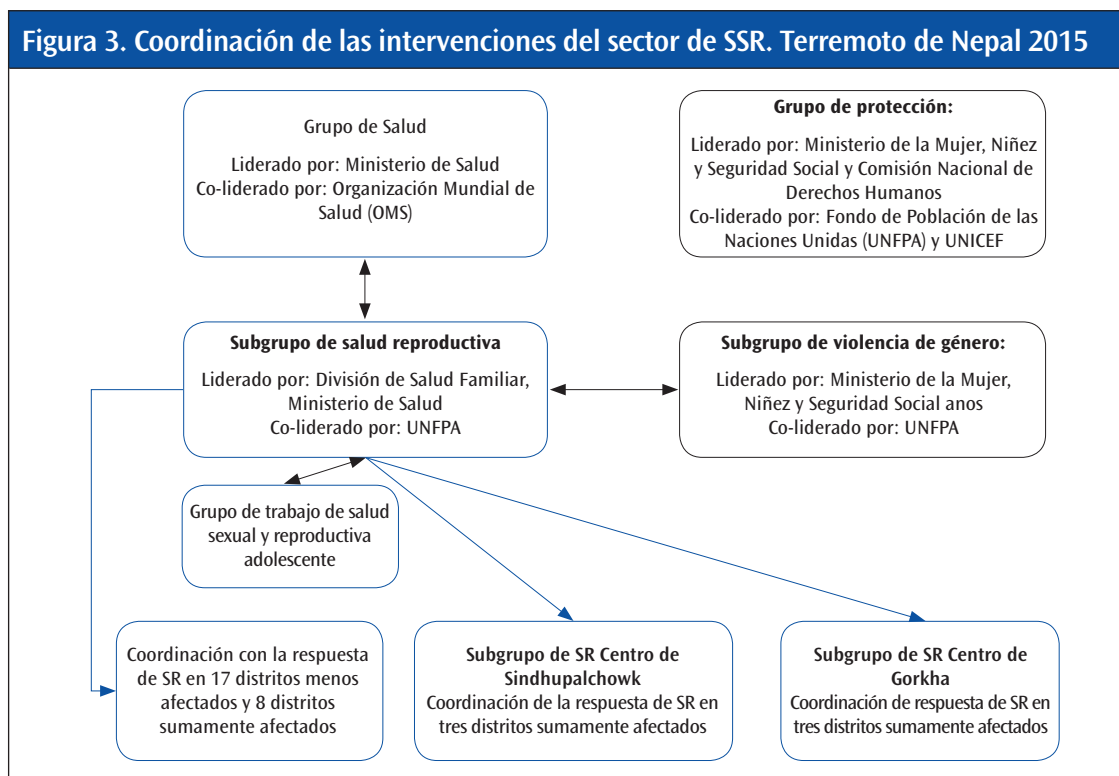 Figura 3. Coordinación de las intervenciones del sector de SSR. Terremoto de Nepal 2015
Grupo de Salud
Liderado por: Ministerio de Salud
Co-liderado por: Organización Mundial de
Salud (OMS)
Grupo de protección:
Liderado por: Ministerio de la Mujer, Niñez
y Seguridad Social y Comisión Nacional de
Derechos Humanos
Co-liderado por: Fondo de Población de las
Naciones Unidas (UNFPA) y UNICEF
Subgrupo de salud reproductiva
Liderado por: División de Salud Familiar,
Ministerio de Salud
Co-liderado por: UNFPA
Subgrupo de violencia de género:
Liderado por: Ministerio de la Mujer,
Niñez y Seguridad Social anos
Co-liderado por: UNFPA
Grupo de trabajo de salud
sexual y reproductiva
adolescente
Coordinación con la respuesta
de SR en 17 distritos menos
afectados y 8 distritos
sumamente afectados
Subgrupo de SR Centro de
Sindhupalchowk
Coordinación de la respuesta de SR en
tres distritos sumamente afectados
Subgrupo de SR Centro de
Gorkha
Coordinación de respuesta de SR en
tres distritos sumamente afectados